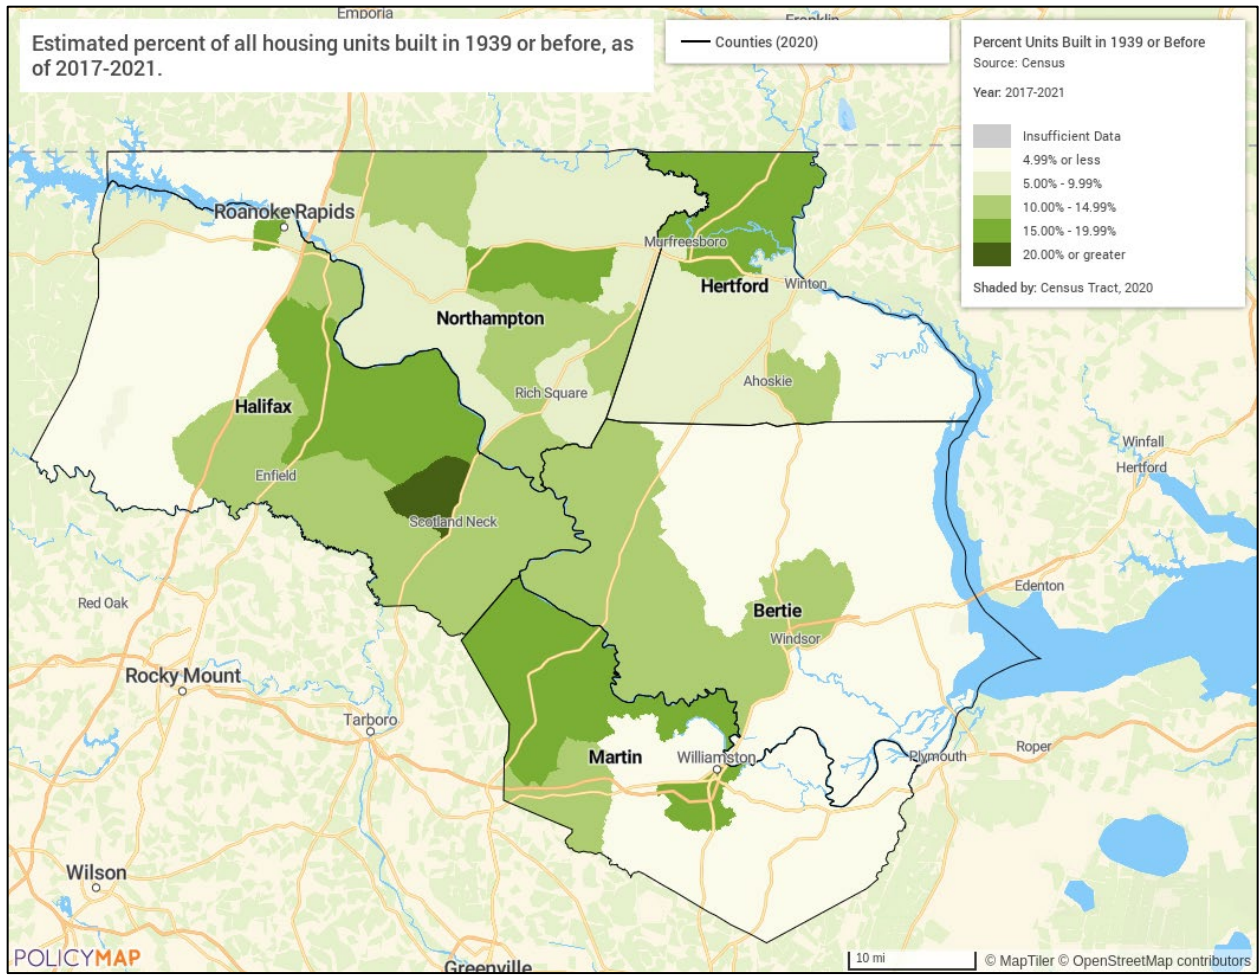 Emporia
Franklin
Estimated percent of all housing units built in 1939 or before, as
of 2017-2021.
Counties (2020)
Percent Units Built in 1939 or Before
Source: Census
Year: 2017-2021
Insufficient Data
4.99% or less
5.00% - 9.99%
10.00% - 14.99%
15.00% - 19.99%
20.00% or greater
Shaded by: Census Tract, 2020
Roanoke Rapids
Murfreesboro
Hertford
Winton
Northampton
Ahoskie
Rich Square
Halifax
Winfall
Hertford
Enfield
Scotland Neck
Edenton
Red Oak
Bertie
Windsor
Rocky Mount
Tarboro
Martin
Williamston
Plymouth
Roper
Wilson
POLICYMAP
Greenville
10 mi
© MapTiler © OpenStreetMap contributors